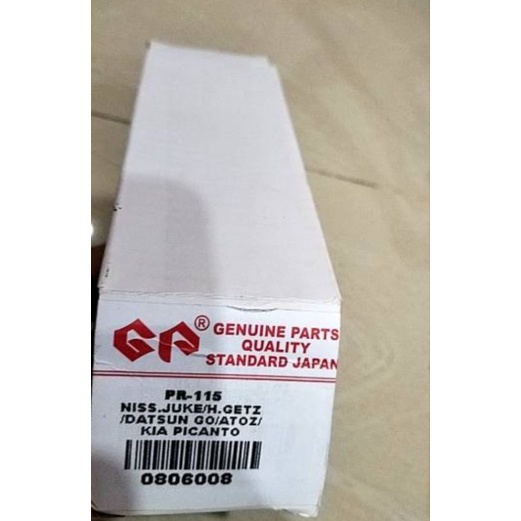 GP®
GENUINE PARTS
QUALITY
STANDARD JAPAN
PR-115
NISS.JUKE/H.GETZ
/DATSUN GO/ATOZ/
KIA PICANTO
0806008